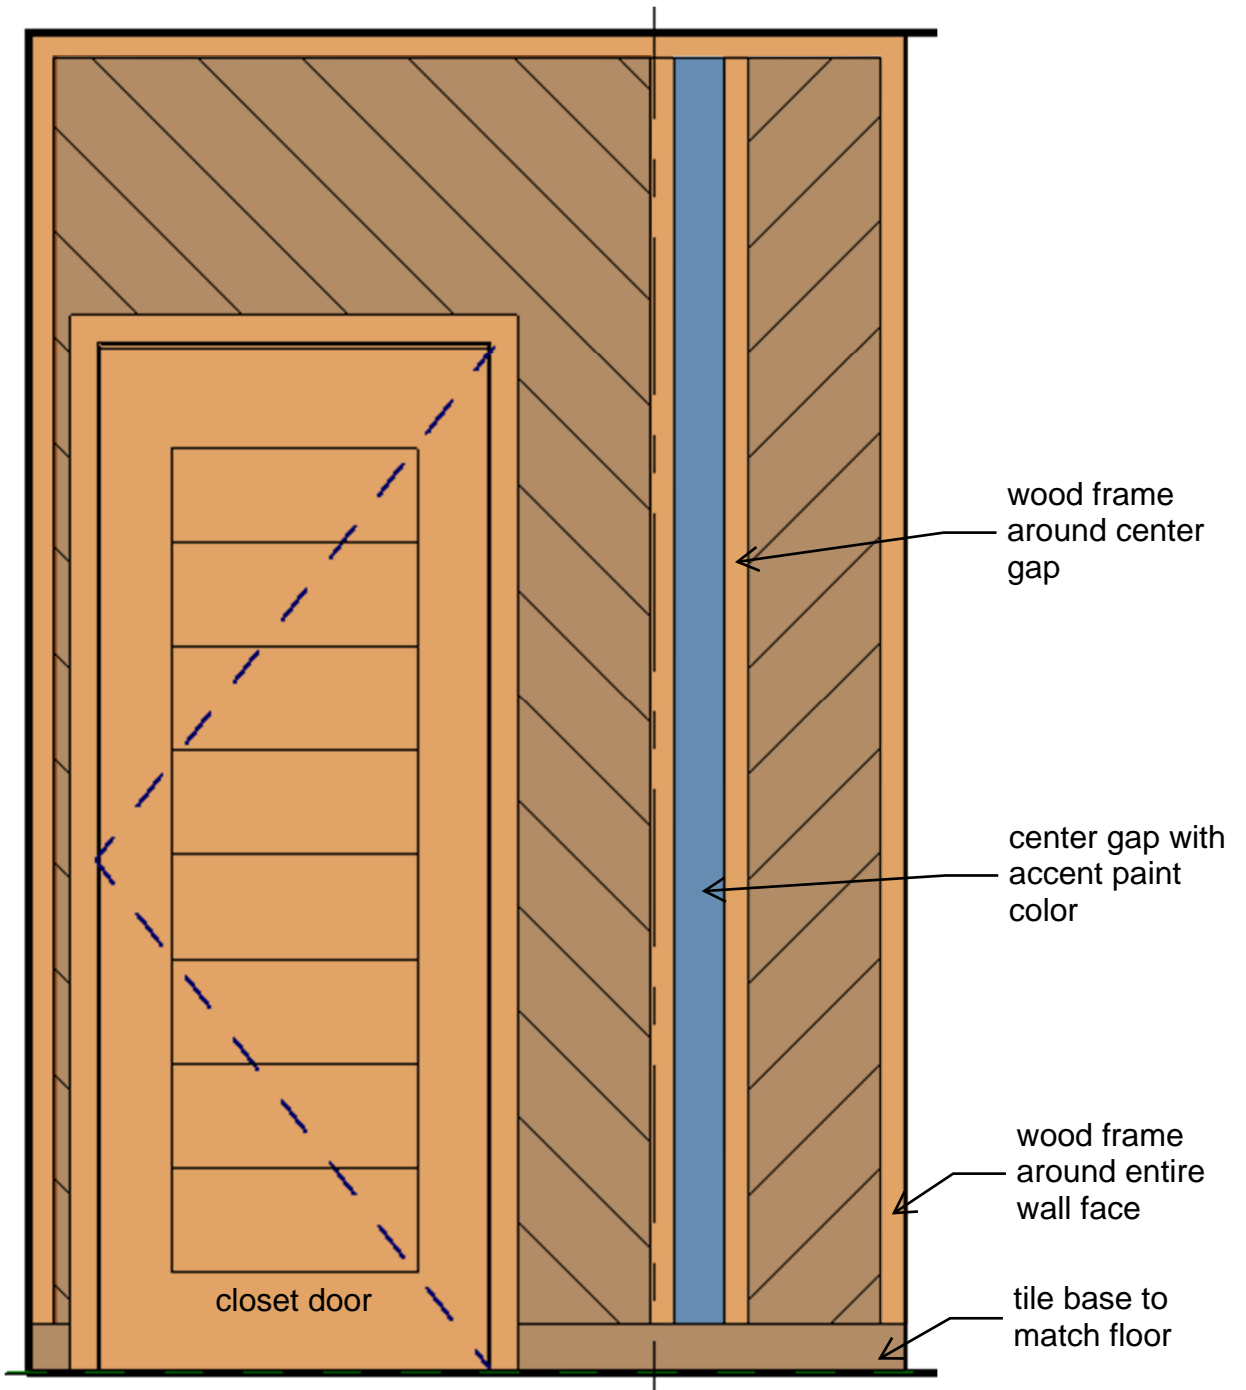 wood frame
around center
gap
center gap with
accent paint
color
wood frame
around entire
wall face
closet door
tile base to
match floor